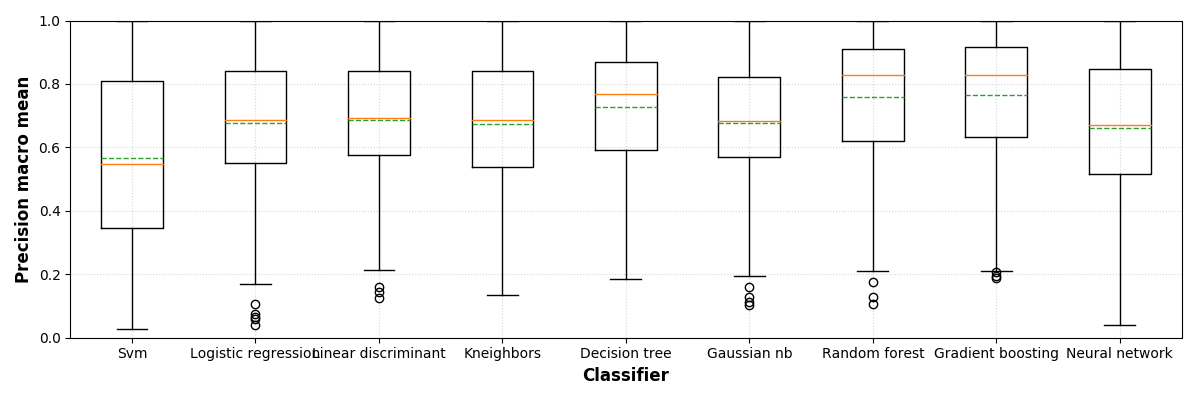 Precision macro mean
1.0
0.8
0.6
0.4
0.2
0.0
Svm Logistic regression Linear discriminant Kneighbors Decision tree Gaussian nb Random forest Gradient boosting Neural network
Classifier